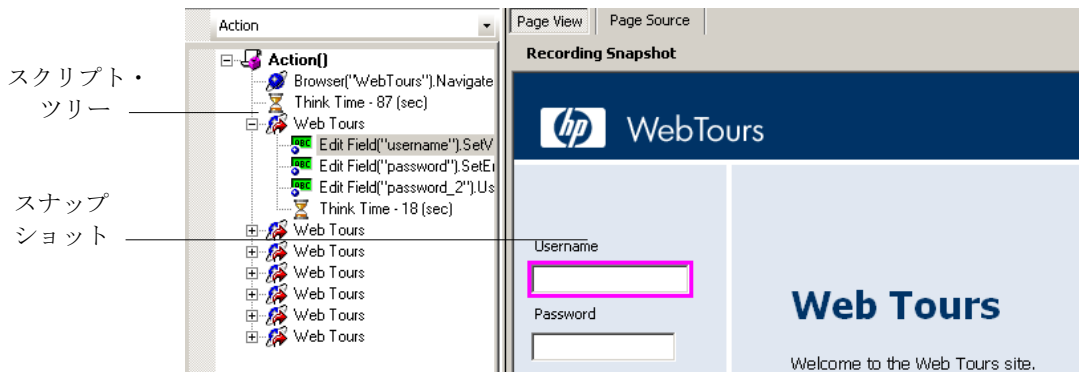 スクリプト・
ツリー
スナップ
ショット
Action
Action()
Browser("WebTours").Navigate
Think Time - 87 (sec)
Web Tours
Edit Field("username").SetV
Edit Field("password").SetE
Edit Field("password_2").Us
Think Time - 18 (sec)
Web Tours
Web Tours
Web Tours
Web Tours
Web Tours
Web Tours
Page View Page Source
Recording Snapshot
hp WebTours
Username
Password
Web Tours
Welcome to the Web Tours site.